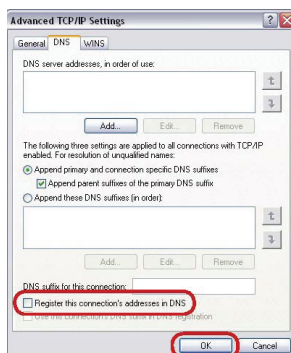 Advanced TCP/IP Settings
General DNS WINS
DNS server addresses, in order of use:
Add... Edit... Remove
The following three settings are applied to all connections with TCP/IP
enabled. For resolution of unqualified names:
Append primary and connection specific DNS suffixes
Append parent suffixes of the primary DNS suffix
Append these DNS suffixes (in order):
Add... Edit... Remove
DNS suffix for this connection:
Register this connection's addresses in DNS
Use this connection's DNS suffix in DNS registration
OK Cancel